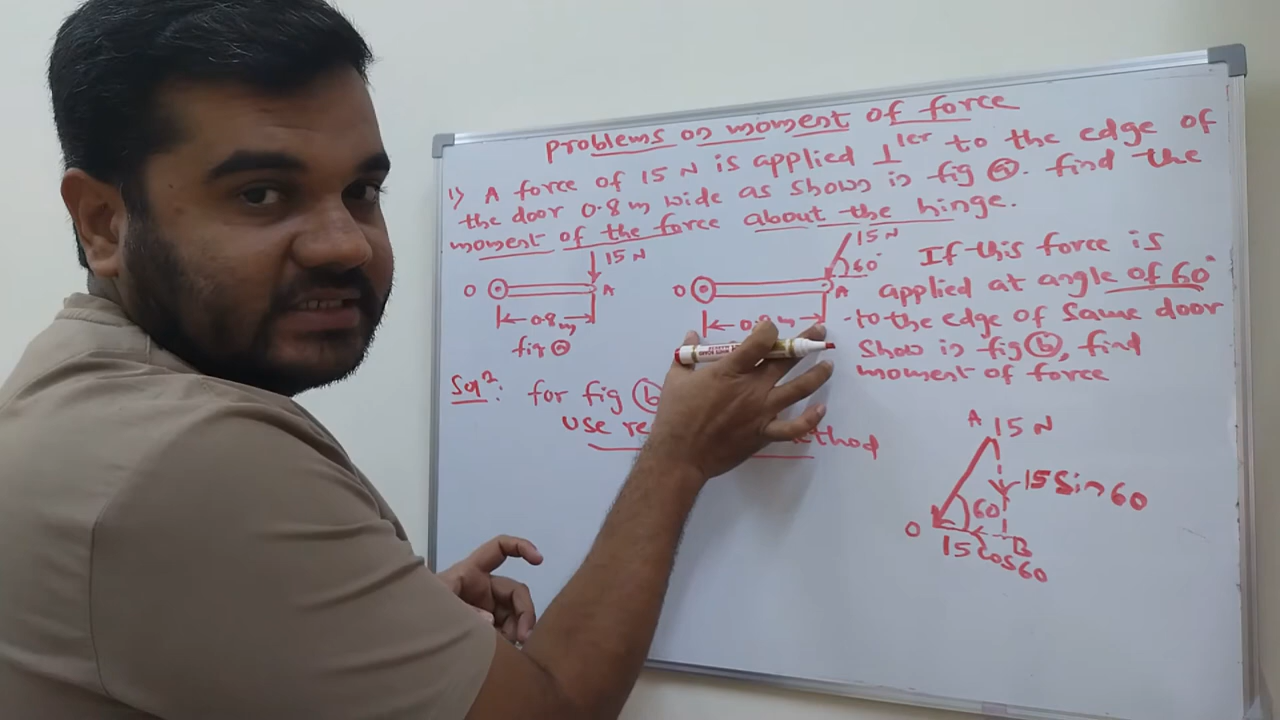 problems on moment of force
1) A force of 15 N is applied ⊥ler to the edge of
the door 0.8 m wide as shown in fig ⓐ. find the
moment of the force about the hinge.
15 N
O A
0.8 m
fig ⓐ
15 N
60°
O A
If this force is
applied at angle of 60°
to the edge of same door
show in fig ⓑ, find
moment of force
Sol?:
for fig ⓑ
use
A 15 N
15 Sin 60
60
O B
15 cos 60